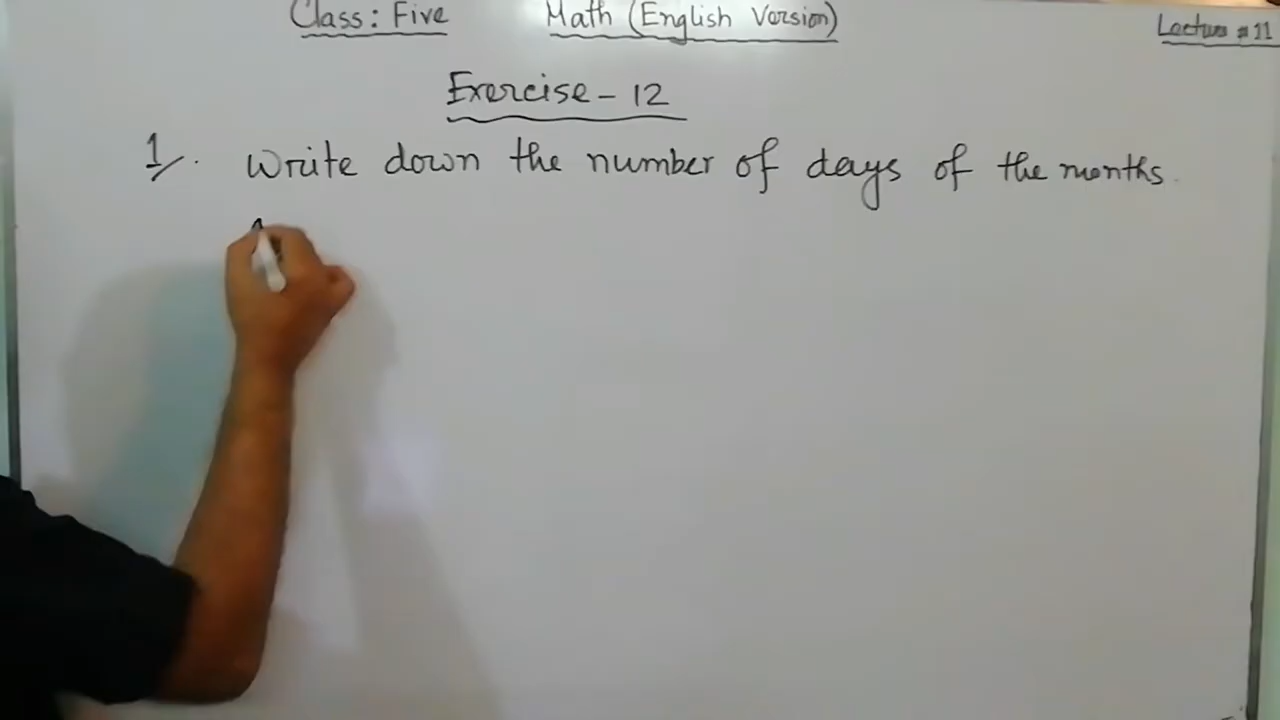 Class: Five Math (English Version) Lecture #11
Exercise - 12
1/. Write down the number of days of the months.